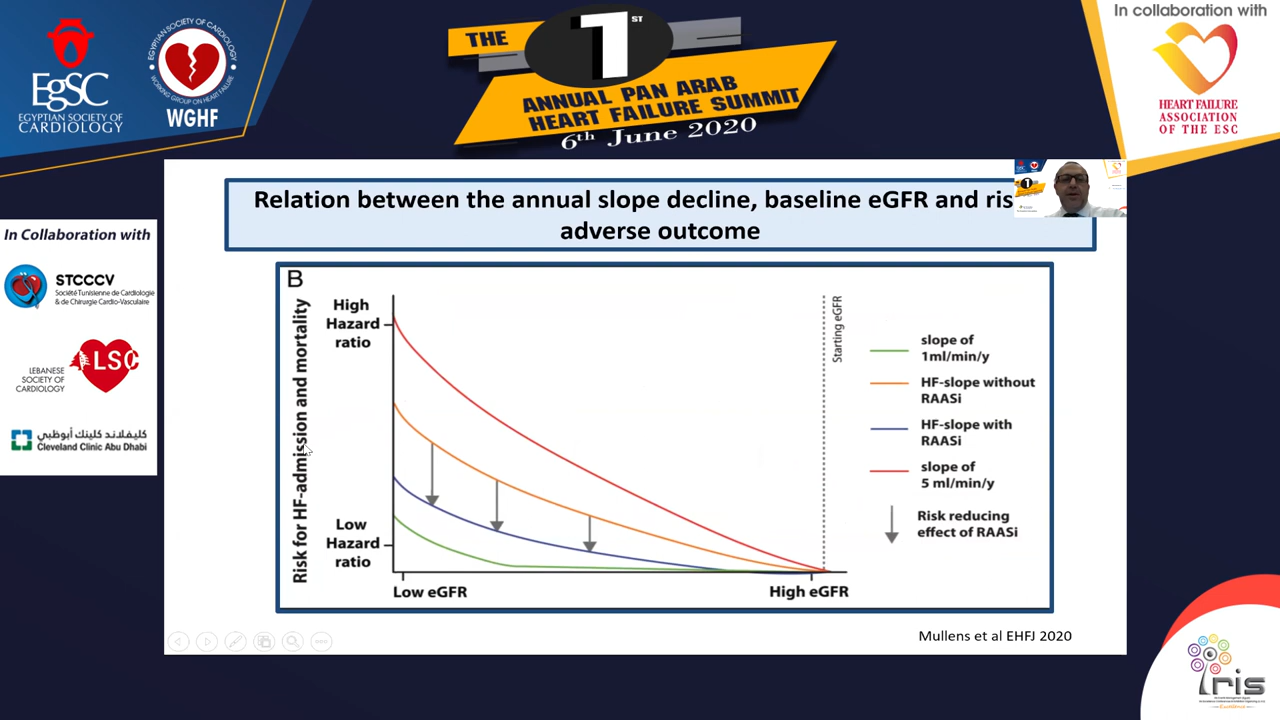 EgSC
EGYPTIAN SOCIETY OF
CARDIOLOGY
EGYPTIAN SOCIETY OF CARDIOLOGY
WORKING GROUP ON HEART FAILURE
WGHF
THE
1ST
ANNUAL PAN ARAB
HEART FAILURE SUMMIT
6th June 2020
In collaboration with
HEART FAILURE
ASSOCIATION
OF THE ESC
In Collaboration with
STCCCV
Société Tunisienne de Cardiologie
& de Chirurgie Cardio-Vasculaire
LSC
LEBANESE
SOCIETY OF
CARDIOLOGY
كليفلاند كلينك أبوظبي
Cleveland Clinic Abu Dhabi
Relation between the annual slope decline, baseline eGFR and ris
adverse outcome
B
Risk for HF-admission and mortality
High
Hazard
ratio
Low
Hazard
ratio
Low eGFR
High eGFR
Starting eGFR
slope of
1ml/min/y
HF-slope without
RAASi
HF-slope with
RAASi
slope of
5 ml/min/y
Risk reducing
effect of RAASi
Mullens et al EHFJ 2020
Iris